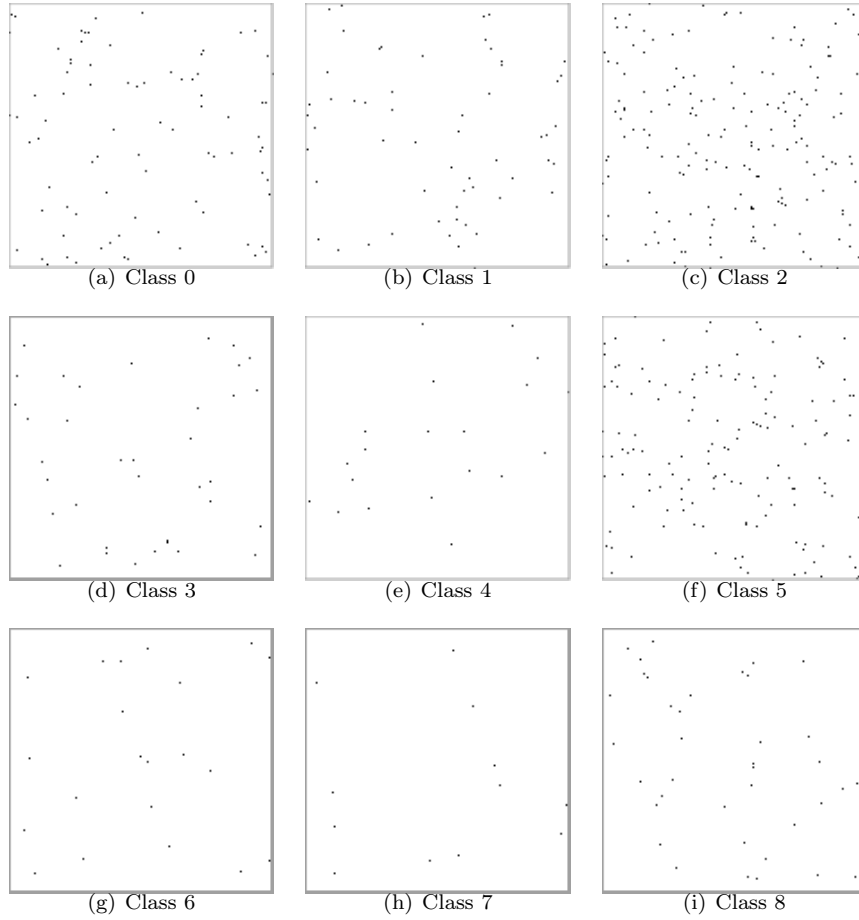 (a) Class 0
(b) Class 1
(c) Class 2
(d) Class 3
(e) Class 4
(f) Class 5
(g) Class 6
(h) Class 7
(i) Class 8